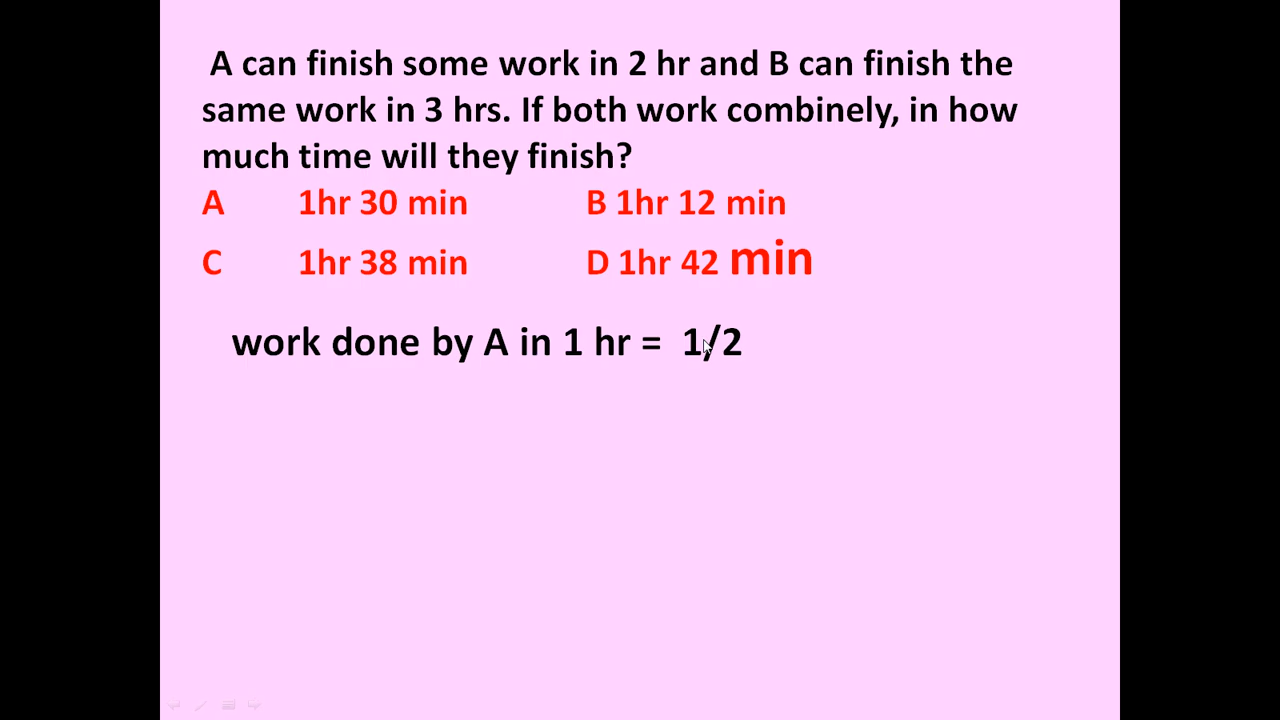 A can finish some work in 2 hr and B can finish the
same work in 3 hrs. If both work combinely, in how
much time will they finish?
A 1hr 30 min B 1hr 12 min
C 1hr 38 min D 1hr 42 min
work done by A in 1 hr = 1/2